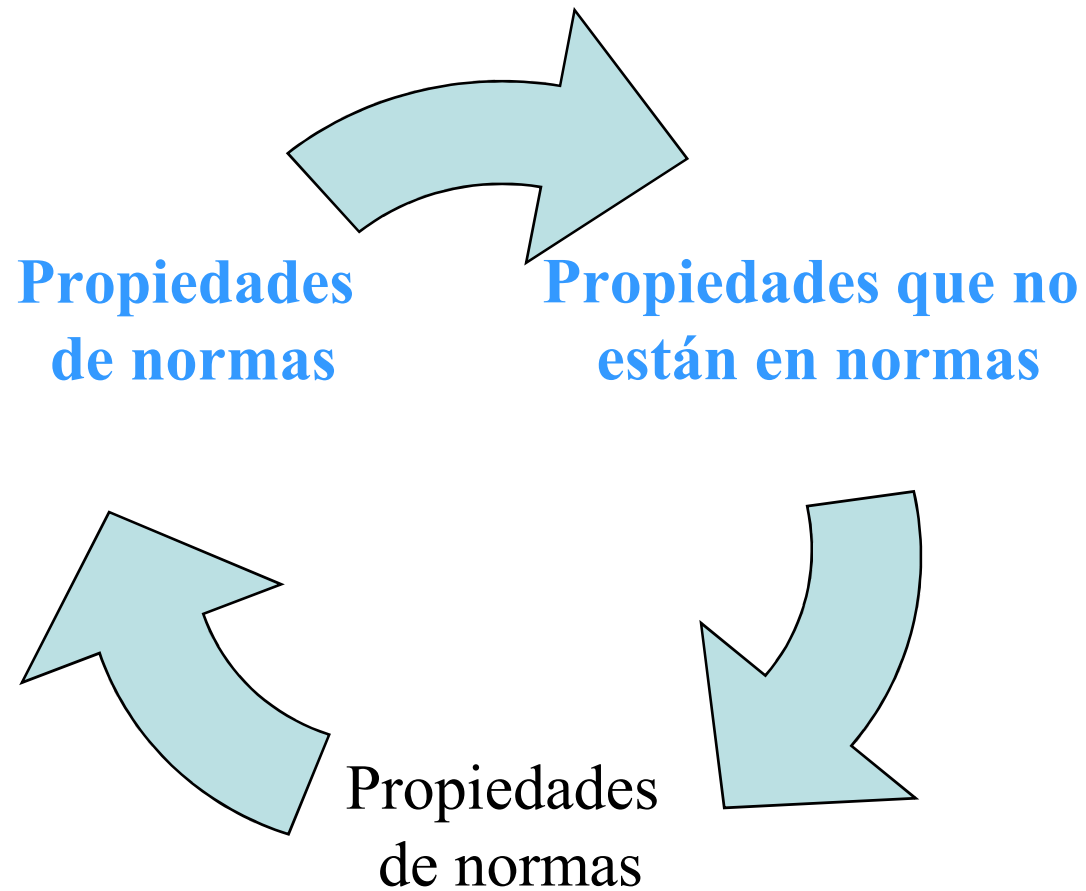 Propiedades
de normas
Propiedades que no
están en normas
Propiedades
de normas